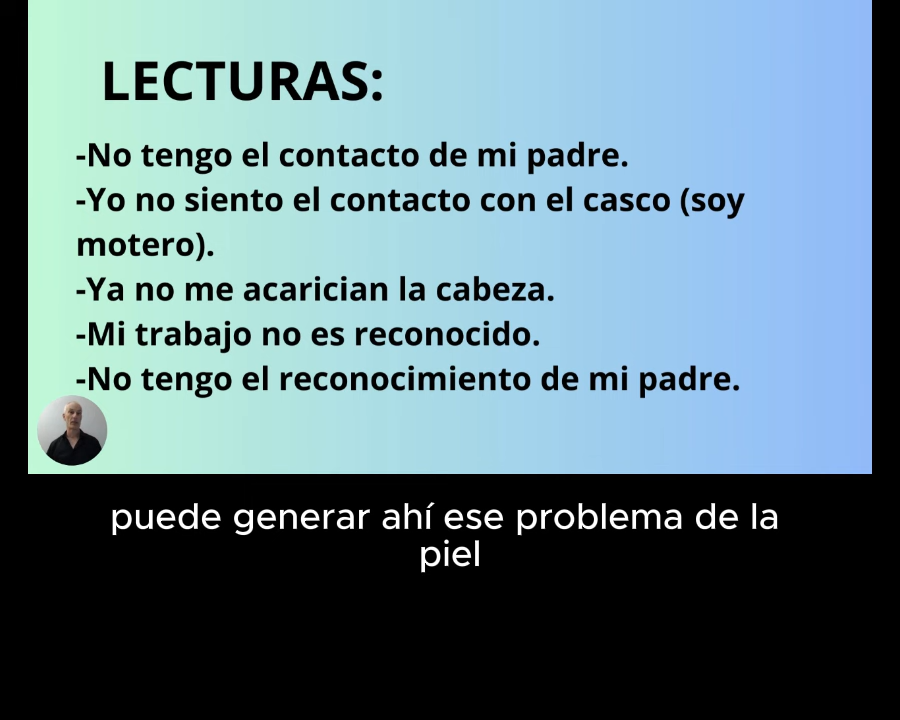 LECTURAS:
-No tengo el contacto de mi padre.
-Yo no siento el contacto con el casco (soy
motero).
-Ya no me acarician la cabeza.
-Mi trabajo no es reconocido.
-No tengo el reconocimiento de mi padre.
puede generar ahí ese problema de la
piel